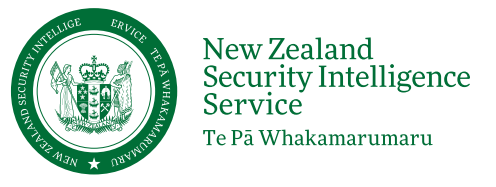 NEW ZEALAND SECURITY INTELLIGE ERVICE TE PĀ WHAKAMARUMARU
New Zealand
Security Intelligence
Service
Te Pā Whakamarumaru